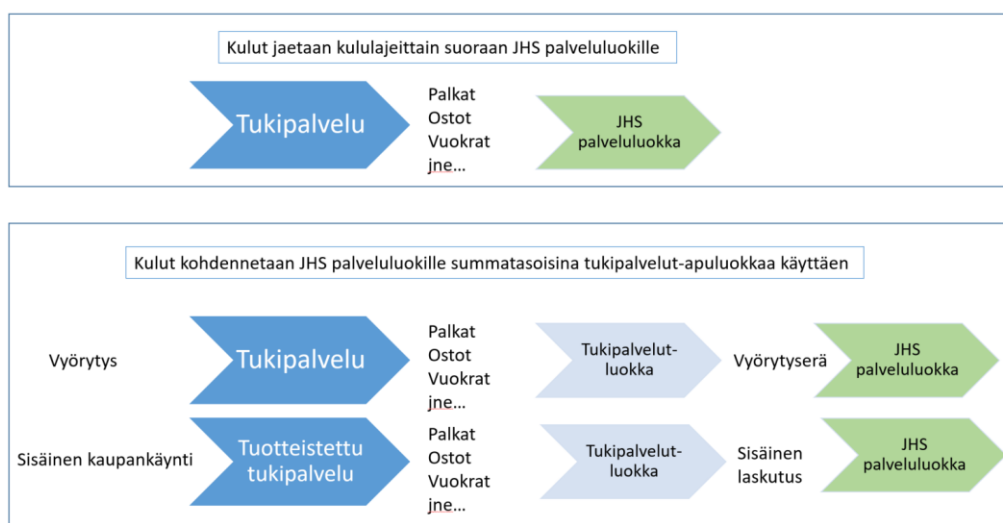 Kulut jaetaan kululajeittain suoraan JHS palveluokille
Tukipalvelu
Palkat
Ostot
Vuokrat
jne...
JHS
palveluluokka
Kulut kohdennetaan JHS palveluluokille summatasoisina tukipalvelut-apuluokkaa käyttäen
Vyörytys
Tukipalvelu
Palkat
Ostot
Vuokrat
jne...
Tukipalvelut-
luokka
Vyörytyserä
JHS
palveluluokka
Sisäinen kaupankäynti
Tuotteistettu
tukipalvelu
Palkat
Ostot
Vuokrat
jne...
Tukipalvelut-
luokka
Sisäinen
laskutus
JHS
palveluluokka